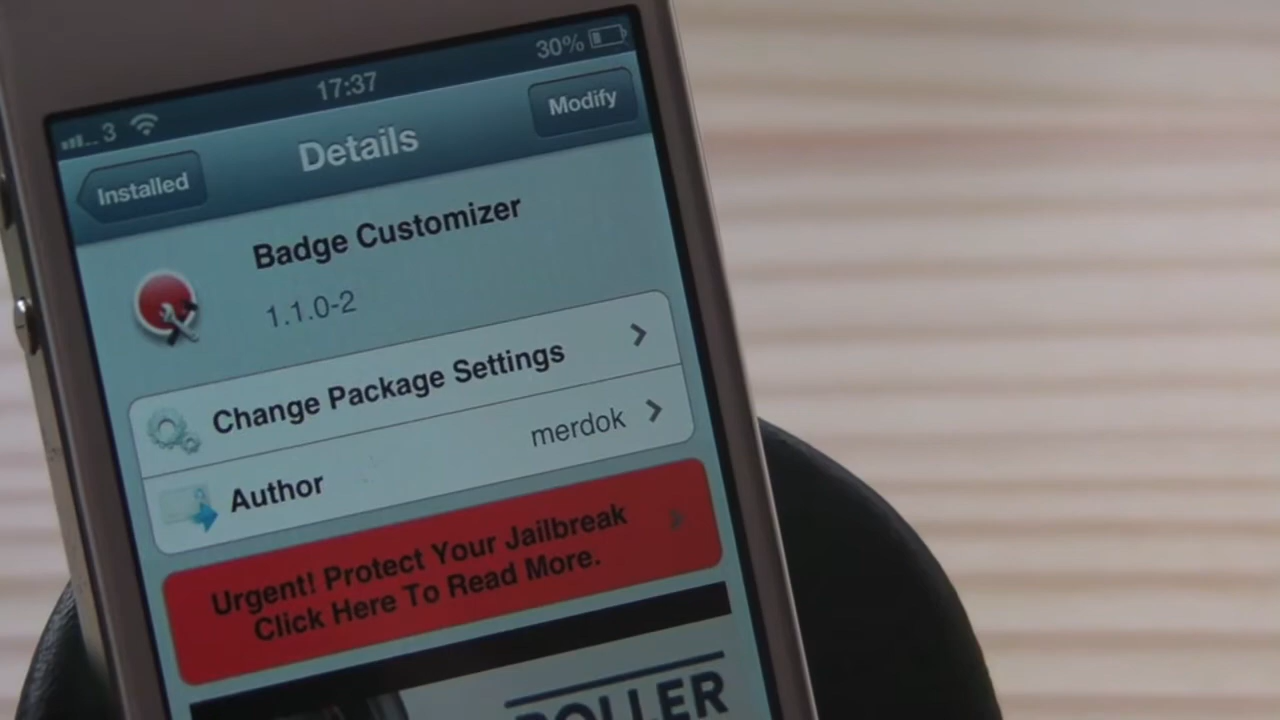 3
17:37
30%
Installed
Details
Modify
Badge Customizer
1.1.0-2
Change Package Settings
Author
merdok
Urgent! Protect Your Jailbreak
Click Here To Read More.